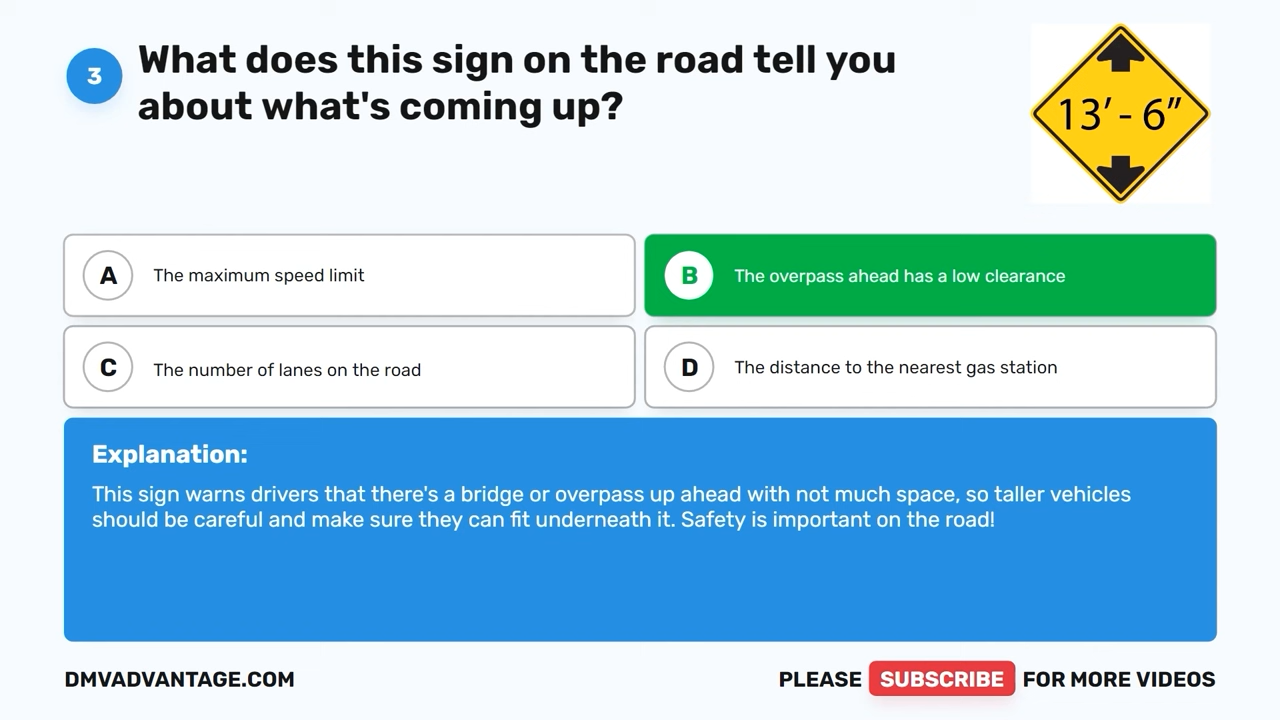 3
What does this sign on the road tell you
about what's coming up?
13′ - 6″
A
The maximum speed limit
B
The overpass ahead has a low clearance
C
The number of lanes on the road
D
The distance to the nearest gas station
Explanation:
This sign warns drivers that there's a bridge or overpass up ahead with not much space, so taller vehicles
should be careful and make sure they can fit underneath it. Safety is important on the road!
DMVADVANTAGE.COM
PLEASE SUBSCRIBE FOR MORE VIDEOS